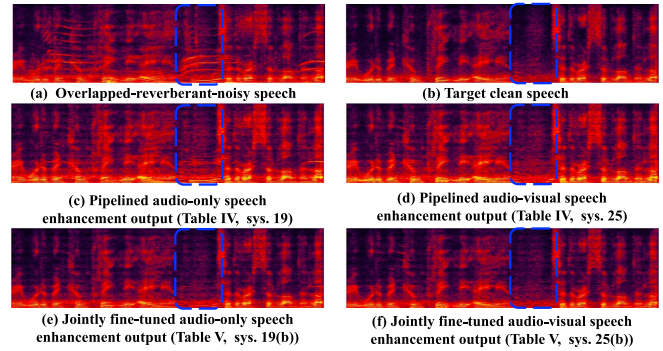 (a) Overlapped-reverberant-noisy speech
(b) Target clean speech
(c) Pipelined audio-only speech
enhancement output (Table IV, sys. 19)
(d) Pipelined audio-visual speech
enhancement output (Table IV, sys. 25)
(e) Jointly fine-tuned audio-only speech
enhancement output (Table V, sys. 19(b))
(f) Jointly fine-tuned audio-visual speech
enhancement output (Table V, sys. 25(b))